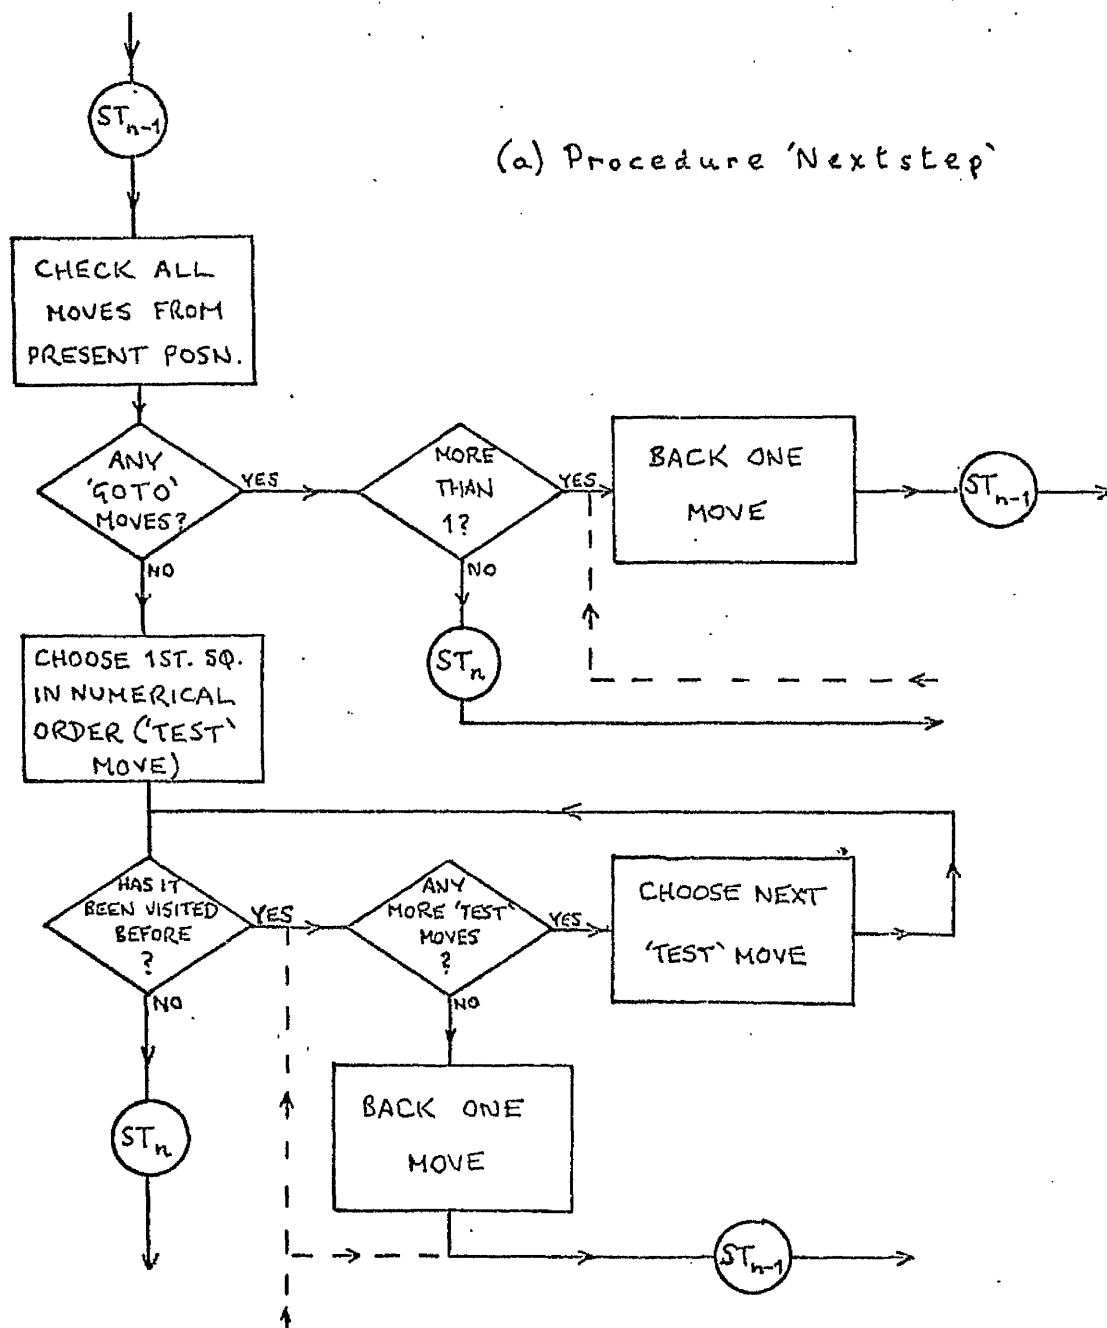 ST n-1
(a) Procedure 'Nextstep'
CHECK ALL
MOVES FROM
PRESENT POSN.
ANY
'GOTO'
MOVES?
YES
NO
MORE
THAN
1?
YES
NO
BACK ONE
MOVE
ST n-1
ST n
CHOOSE 1ST. SQ.
IN NUMERICAL
ORDER ('TEST'
MOVE)
HAS IT
BEEN VISITED
BEFORE
?
YES
NO
ANY
MORE 'TEST'
MOVES
?
YES
NO
CHOOSE NEXT
'TEST' MOVE
ST n
BACK ONE
MOVE
ST n-1